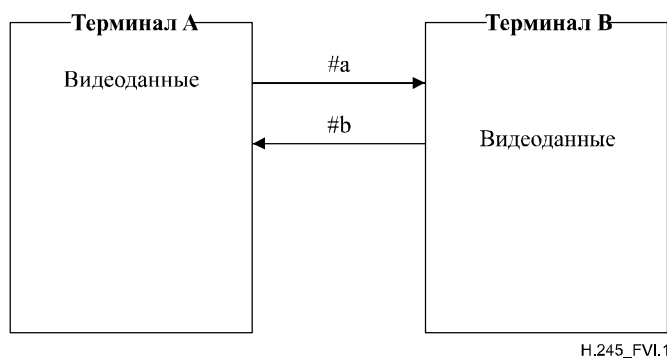 Терминал А
Терминал В
Видеоданные
#a
#b
Видеоданные
H.245_FVI.1